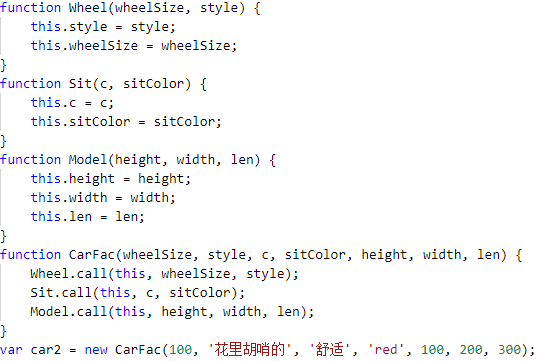 function Wheel(wheelSize, style) {
    this.style = style;
    this.wheelSize = wheelSize;
}
function Sit(c, sitColor) {
    this.c = c;
    this.sitColor = sitColor;
}
function Model(height, width, len) {
    this.height = height;
    this.width = width;
    this.len = len;
}
function CarFac(wheelSize, style, c, sitColor, height, width, len) {
    Wheel.call(this, wheelSize, style);
    Sit.call(this, c, sitColor);
    Model.call(this, height, width, len);
}
var car2 = new CarFac(100, '花里胡哨的', '舒适', 'red', 100, 200, 300);